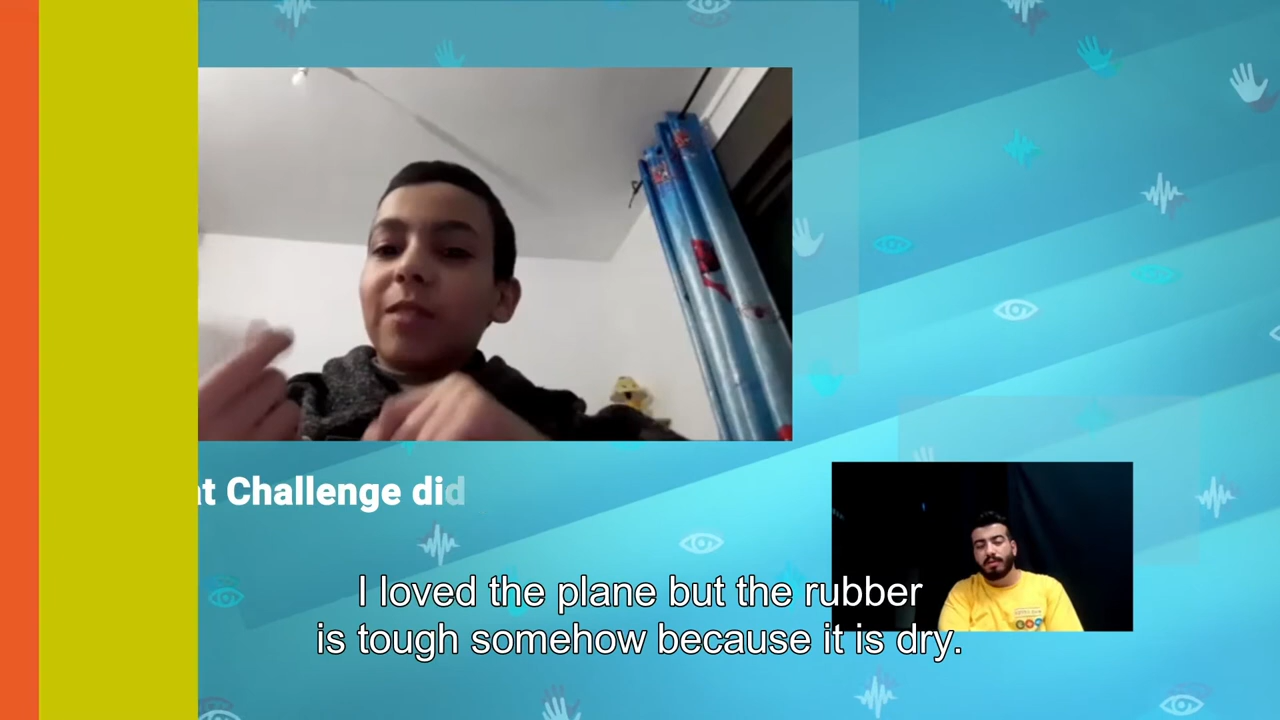 at Challenge did
I loved the plane but the rubber
is tough somehow because it is dry.